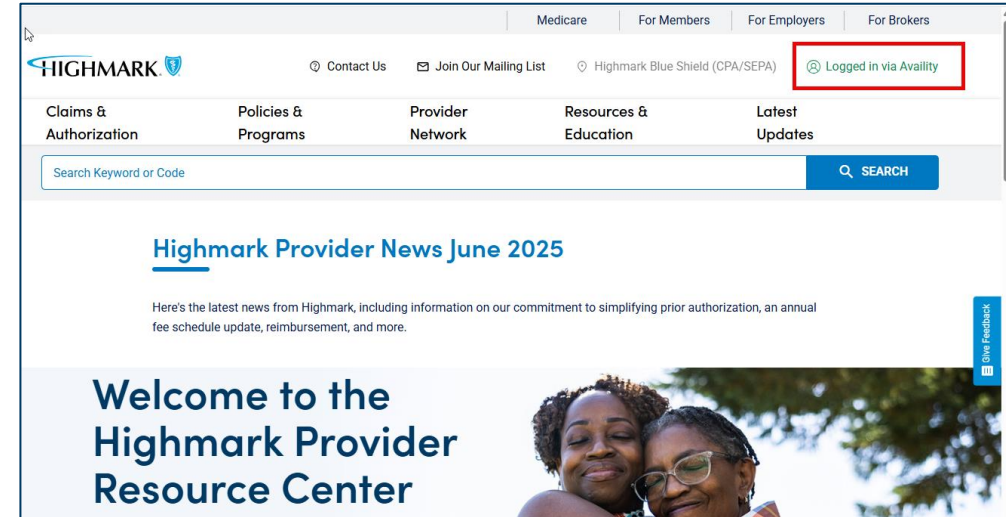 Medicare For Members For Employers For Brokers
HIGHMARK
Contact Us Join Our Mailing List Highmark Blue Shield (CPA/SEPA) Logged in via Availity
Claims & Authorization
Policies & Programs
Provider Network
Resources & Education
Latest Updates
Search Keyword or Code SEARCH
Highmark Provider News June 2025
Here's the latest news from Highmark, including information on our commitment to simplifying prior authorization, an annual
fee schedule update, reimbursement, and more.
Give Feedback
Welcome to the
Highmark Provider
Resource Center